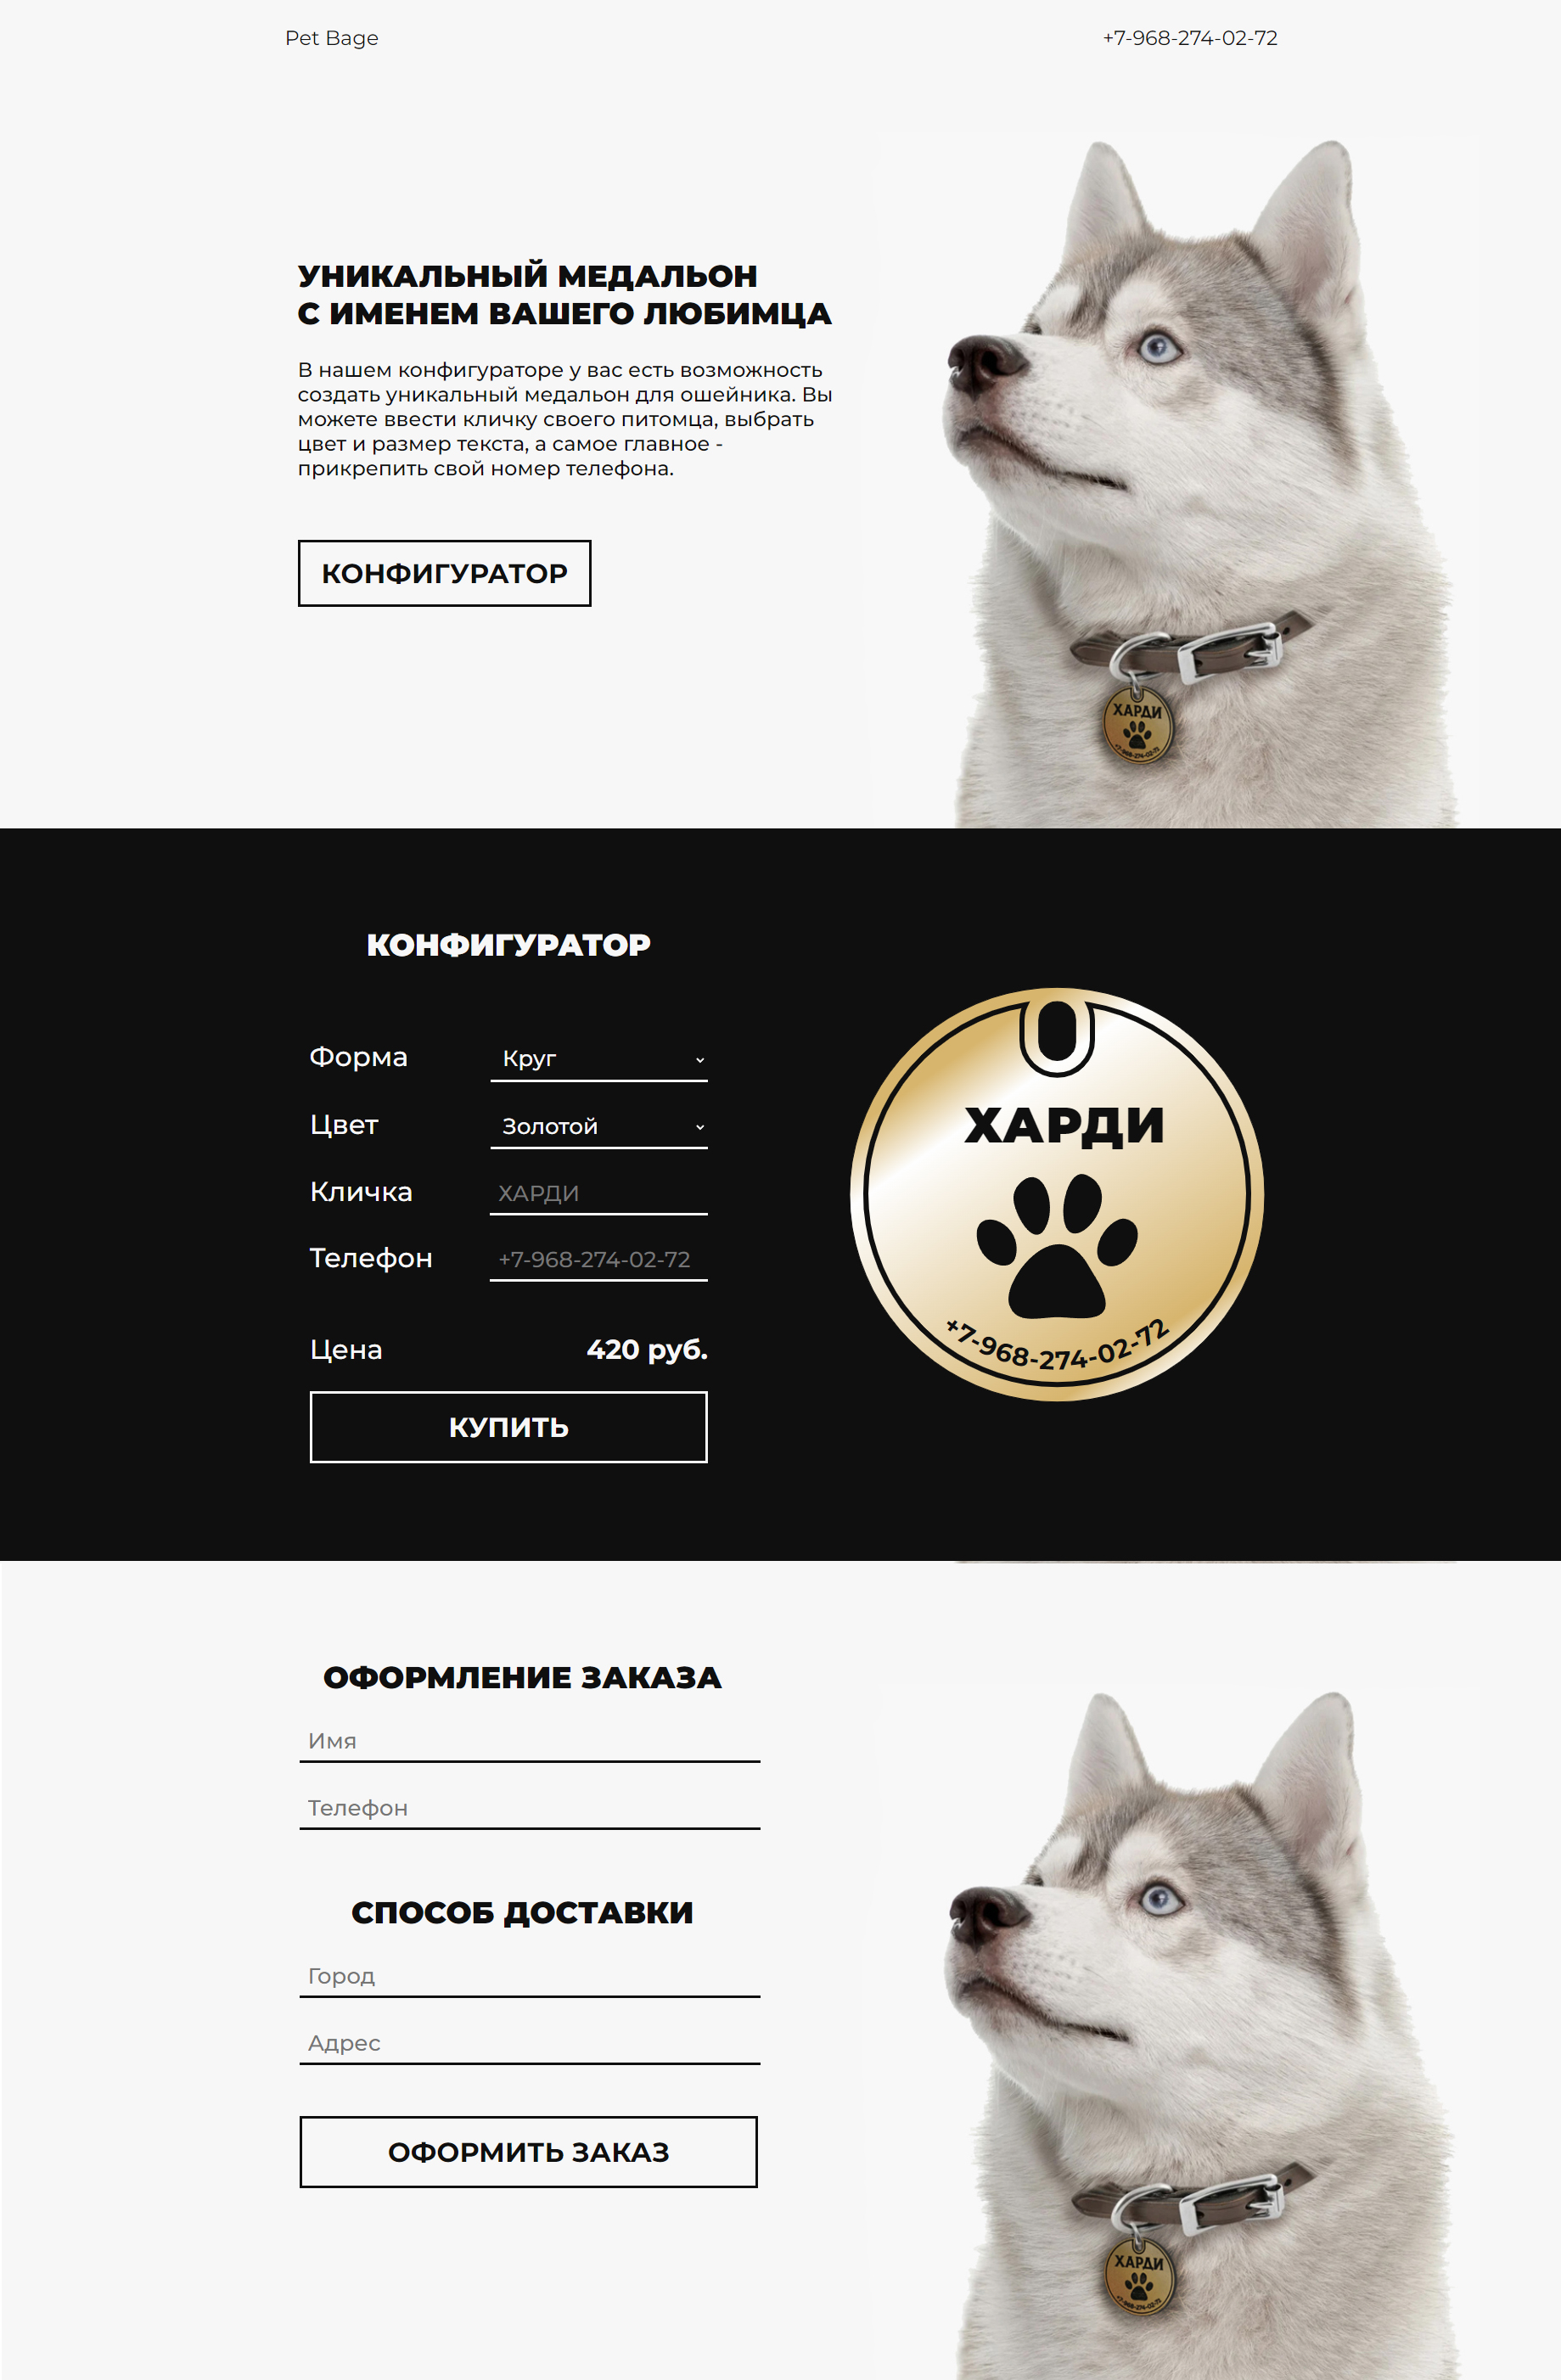 Pet Bage
+7-968-274-02-72
УНИКАЛЬНЫЙ МЕДАЛЬОН
С ИМЕНЕМ ВАШЕГО ЛЮБИМЦА
В нашем конфигураторе у вас есть возможность
создать уникальный медальон для ошейника. Вы
можете ввести кличку своего питомца, выбрать
цвет и размер текста, а самое главное -
прикрепить свой номер телефона.
КОНФИГУРАТОР
ХАРДИ
+7-968-274-02-72
КОНФИГУРАТОР
Форма
Круг
Цвет
Золотой
Кличка
ХАРДИ
Телефон
+7-968-274-02-72
Цена
420 руб.
КУПИТЬ
ХАРДИ
+7-968-274-02-72
ОФОРМЛЕНИЕ ЗАКАЗА
Имя
Телефон
СПОСОБ ДОСТАВКИ
Город
Адрес
ОФОРМИТЬ ЗАКАЗ
ХАРДИ
+7-968-274-02-72